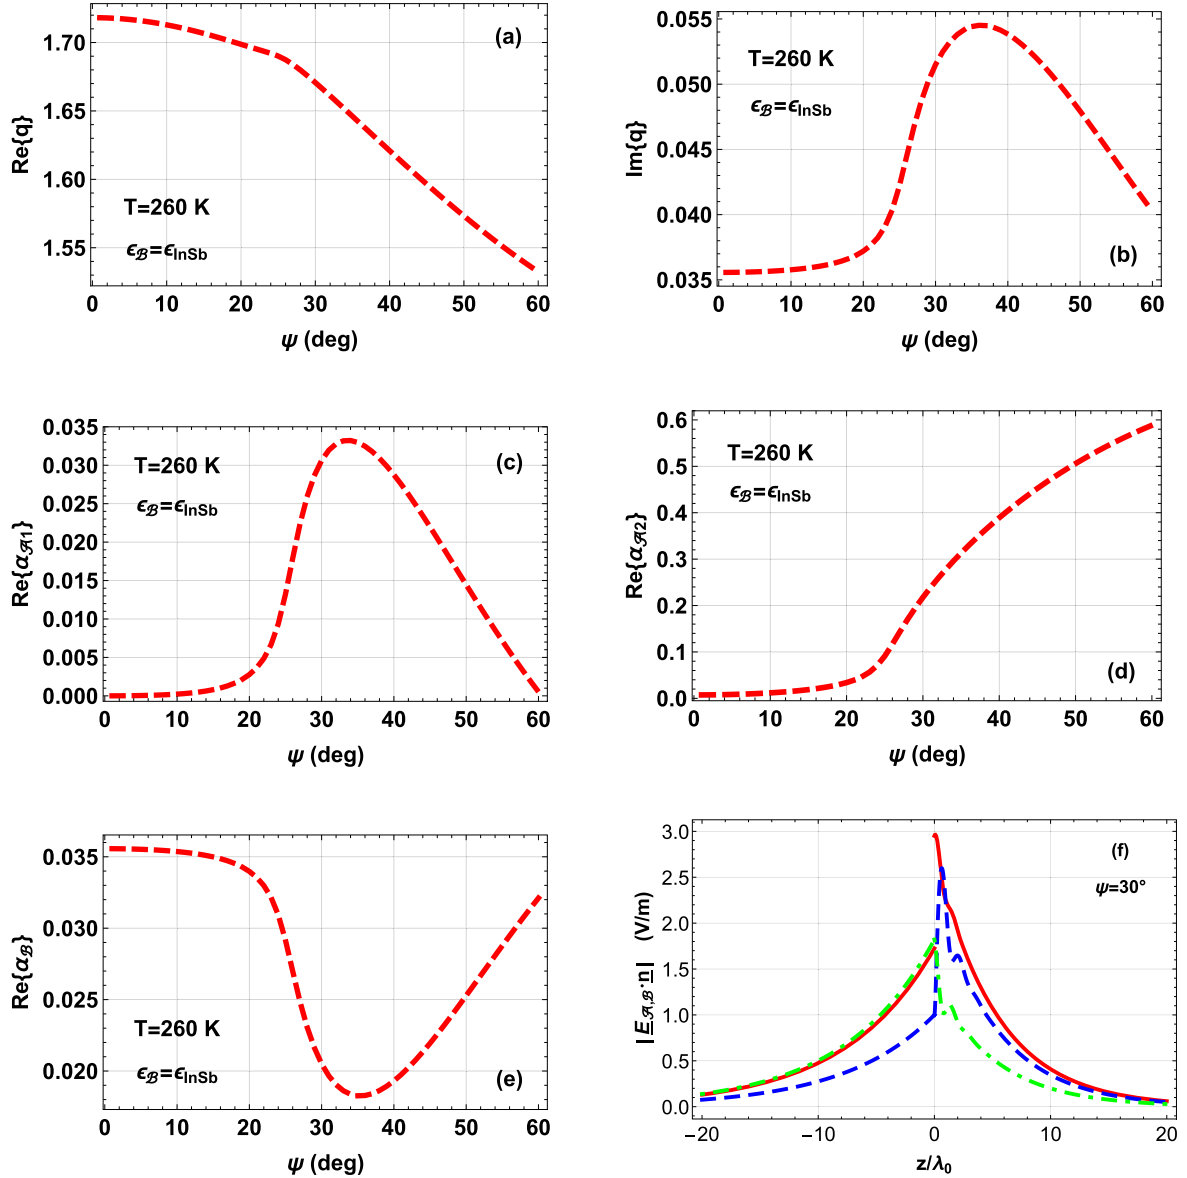 1.70
1.65
1.60
1.55
Re{q}
(a)
T=260 K
ϵ𝓑=ϵInSb
0 10 20 30 40 50 60
ψ (deg)
0.055
0.050
0.045
0.040
0.035
Im{q}
T=260 K
ϵ𝓑=ϵInSb
(b)
0 10 20 30 40 50 60
ψ (deg)
0.035
0.030
0.025
0.020
0.015
0.010
0.005
0.000
Re{α𝓐1}
T=260 K
ϵ𝓑=ϵInSb
(c)
0 10 20 30 40 50 60
ψ (deg)
0.6
0.5
0.4
0.3
0.2
0.1
0.0
Re{α𝓐2}
T=260 K
ϵ𝓑=ϵInSb
(d)
0 10 20 30 40 50 60
ψ (deg)
0.035
0.030
0.025
0.020
Re{α𝓑}
T=260 K
ϵ𝓑=ϵInSb
(e)
0 10 20 30 40 50 60
ψ (deg)
3.0
2.5
2.0
1.5
1.0
0.5
0.0
|E𝓐,𝓑·n| (V/m)
(f)
ψ=30°
−20 −10 0 10 20
z/λ0